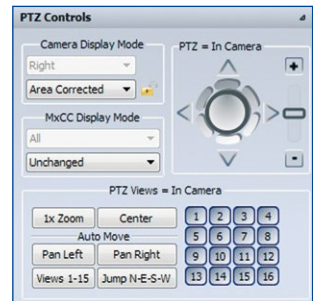 PTZ Controls
Camera Display Mode
Right
Area Corrected
MxCC Display Mode
All
Unchanged
PTZ = In Camera
+
-
PTZ Views = In Camera
1x Zoom Center
Auto Move
Pan Left Pan Right
Views 1-15 Jump N-E-S-W
1 2 3 4
5 6 7 8
9 10 11 12
13 14 15 16